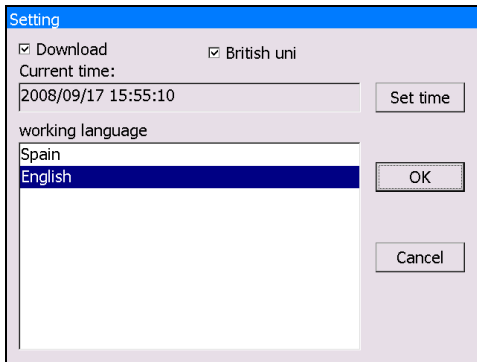 Setting
Download
British uni
Current time:
2008/09/17 15:55:10
Set time
working language
Spain
English
OK
Cancel